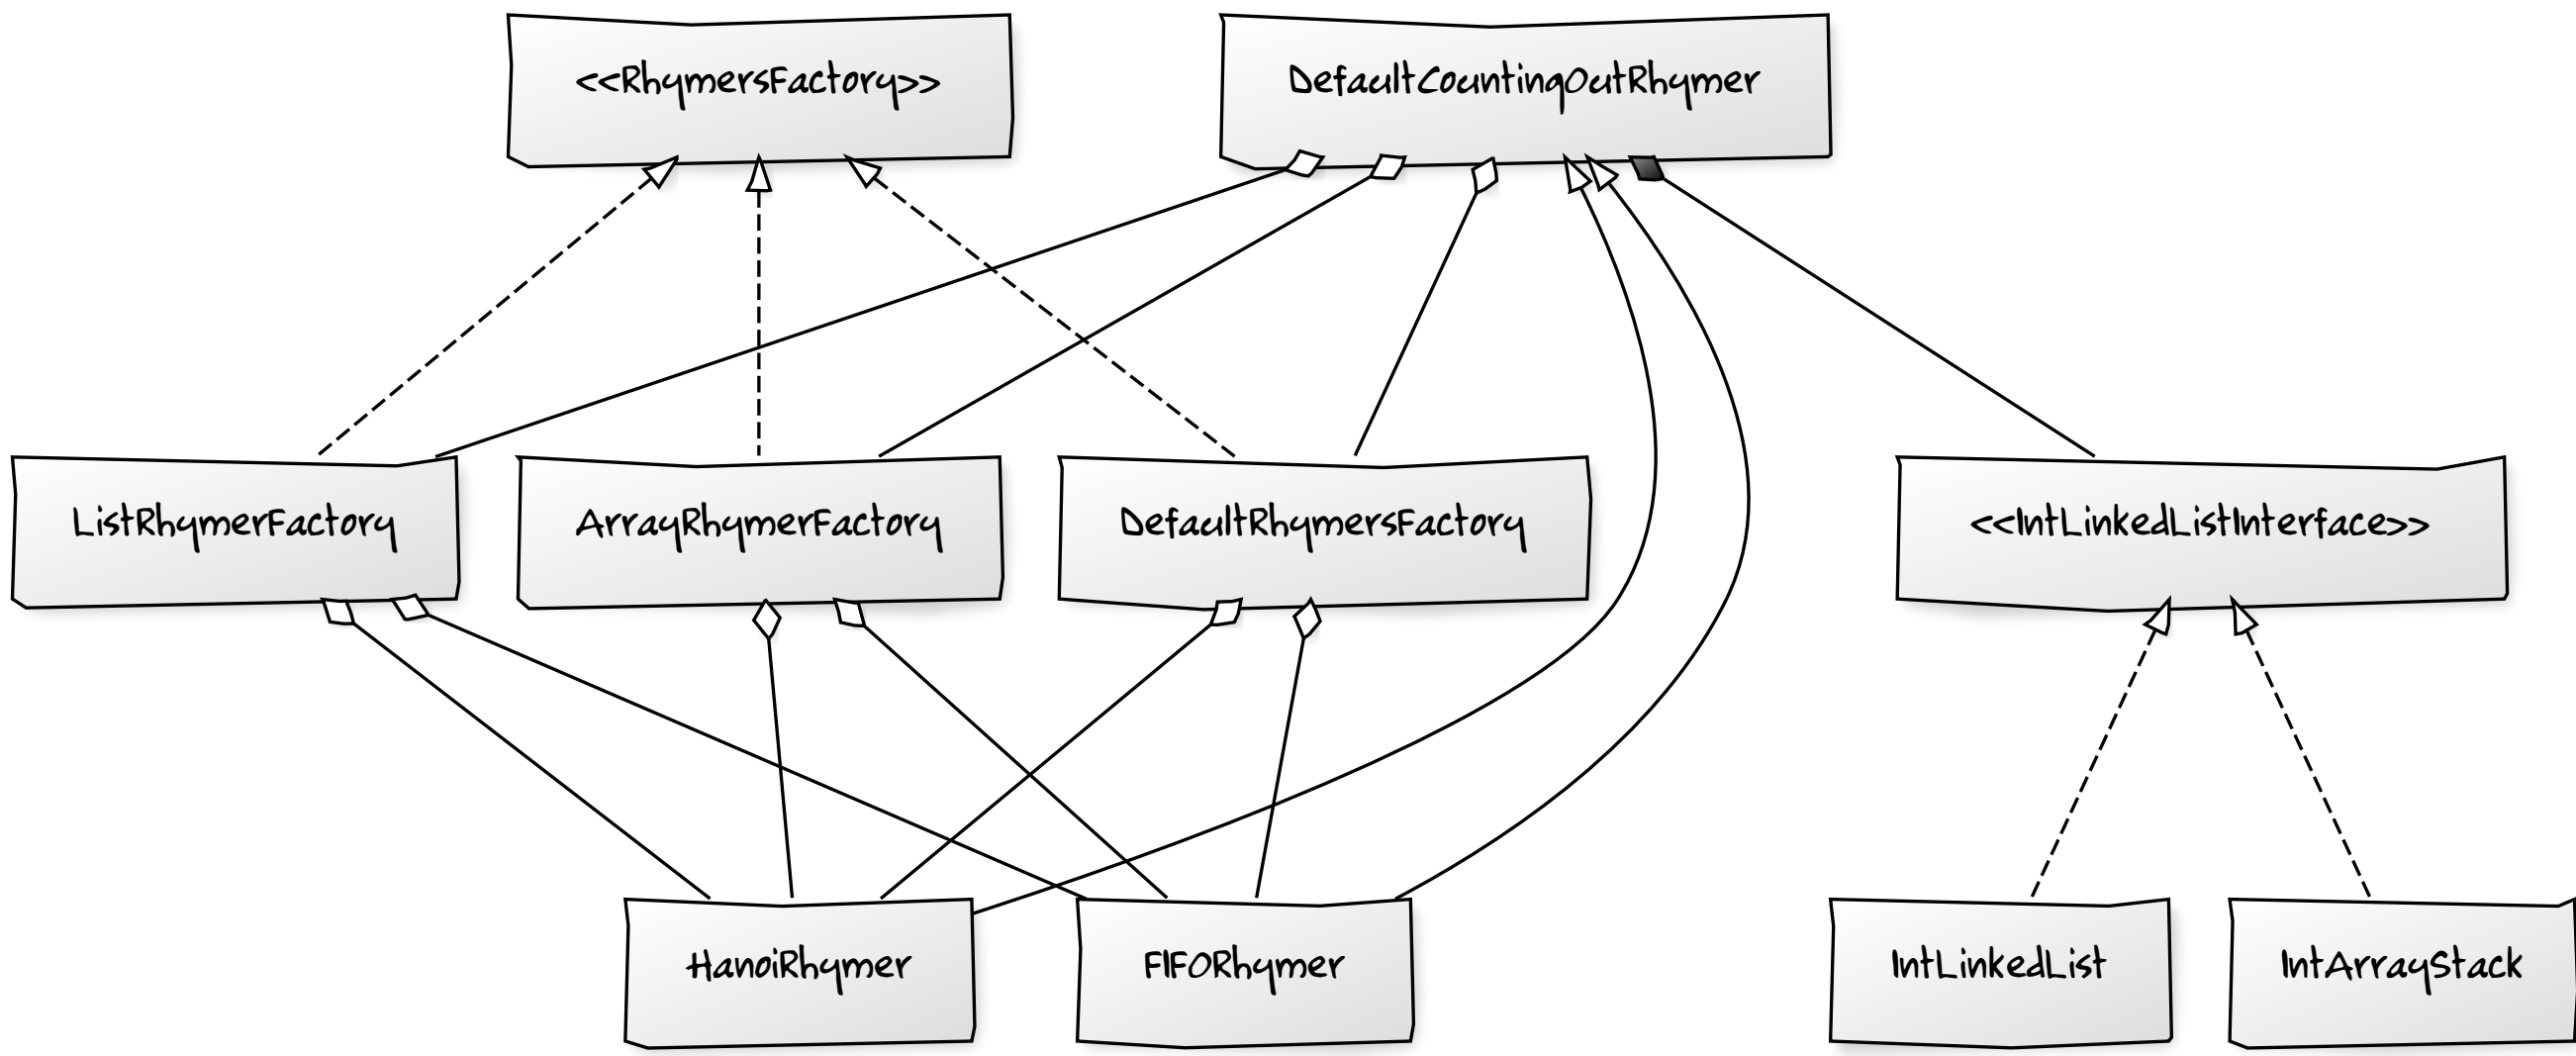 <<RhymersFactory>>
DefaultCountingOutRhymer
ListRhymerFactory
ArrayRhymerFactory
DefaultRhymersFactory
<<IntLinkedListInterface>>
HanoiRhymer
FIFORhymer
IntLinkedList
IntArrayStack